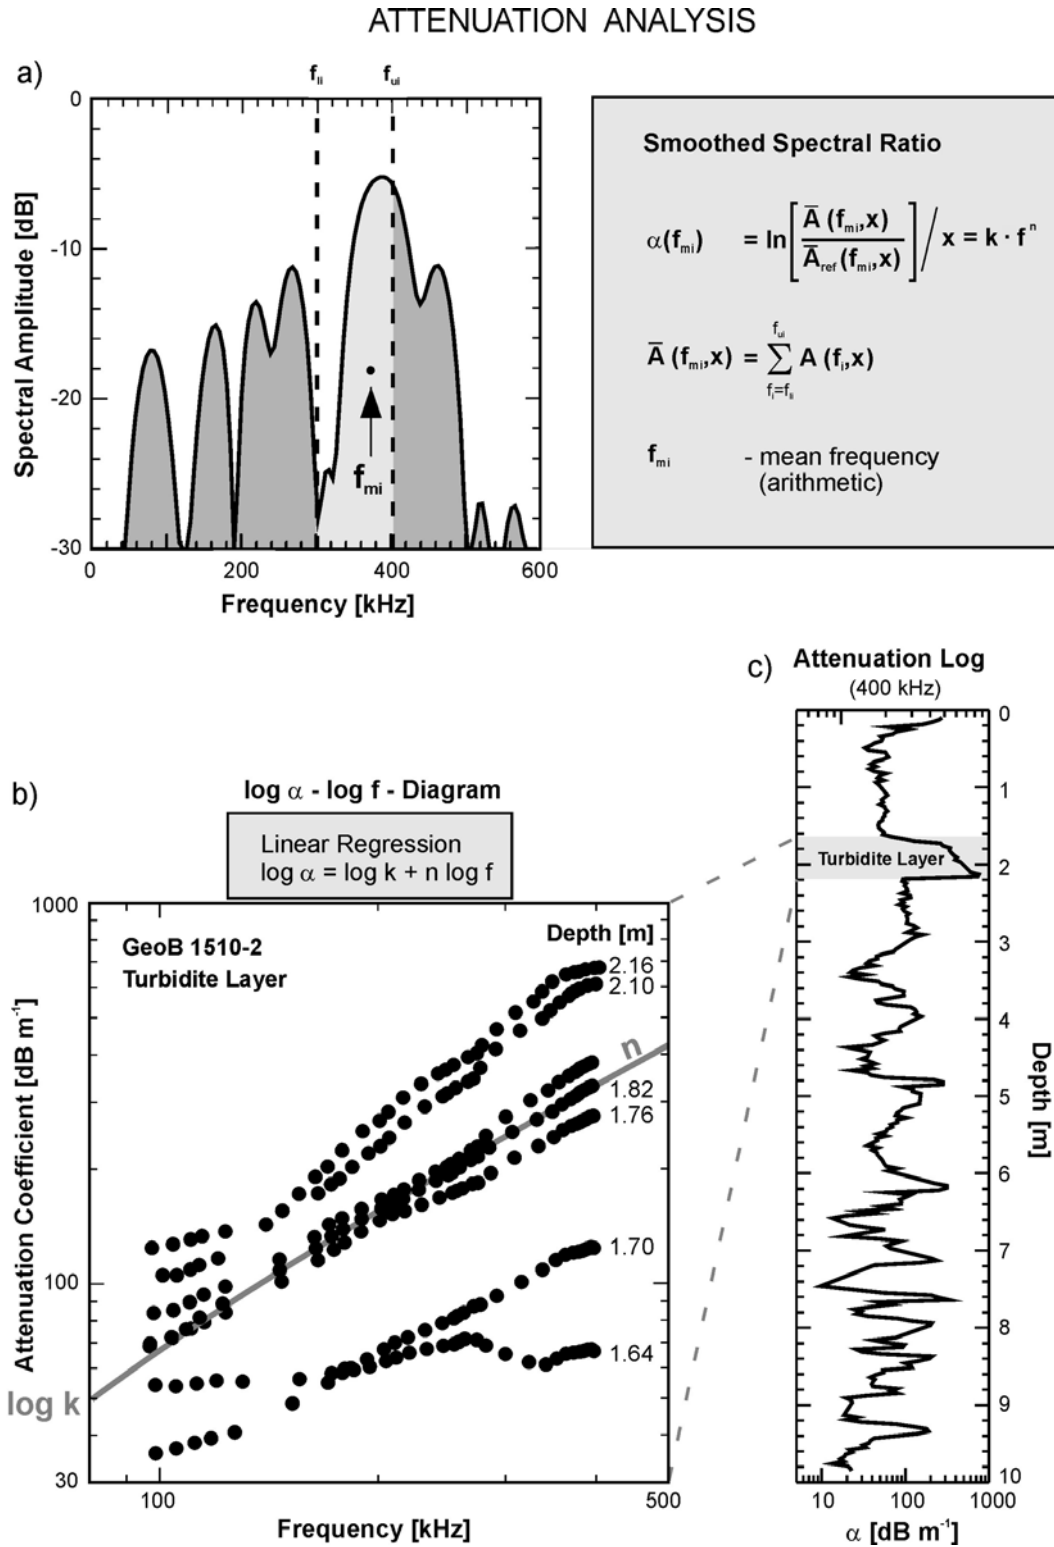 ATTENUATION ANALYSIS
a)
f_li
f_ui
0
-10
-20
-30
Spectral Amplitude [dB]
f_mi
0
200
400
600
Frequency [kHz]
Smoothed Spectral Ratio
α(f_mi) = ln [ A̅ (f_mi,x) / A̅_ref (f_mi,x) ] / x = k · f^n
A̅ (f_mi,x) = ∑_{f_i=f_li}^{f_ui} A (f_i,x)
f_mi - mean frequency
(arithmetic)
c)
Attenuation Log
(400 kHz)
0
1
2
3
4
5
6
7
8
9
10
Turbidite Layer
Depth [m]
10
100
1000
α [dB m⁻¹]
b)
log α - log f - Diagram
Linear Regression
log α = log k + n log f
1000
100
30
Attenuation Coefficient [dB m⁻¹]
GeoB 1510-2
Turbidite Layer
Depth [m]
2.16
2.10
n
1.82
1.76
1.70
1.64
log k
100
500
Frequency [kHz]